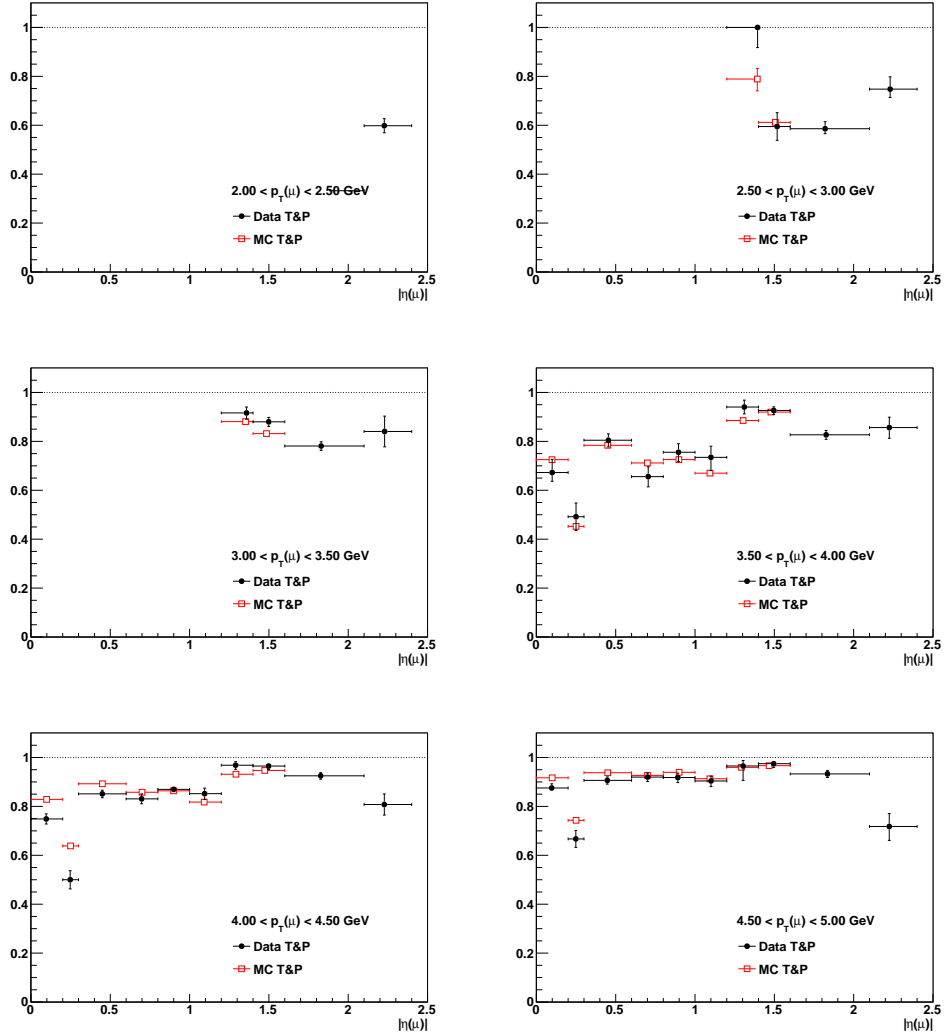 1
0.8
0.6
0.4
0.2
0
0 0.5 1 1.5 2 2.5
|η(μ)|
2.00 < p_T(μ) < 2.50 GeV
Data T&P
MC T&P
1
0.8
0.6
0.4
0.2
0
0 0.5 1 1.5 2 2.5
|η(μ)|
2.50 < p_T(μ) < 3.00 GeV
Data T&P
MC T&P
1
0.8
0.6
0.4
0.2
0
0 0.5 1 1.5 2 2.5
|η(μ)|
3.00 < p_T(μ) < 3.50 GeV
Data T&P
MC T&P
1
0.8
0.6
0.4
0.2
0
0 0.5 1 1.5 2 2.5
|η(μ)|
3.50 < p_T(μ) < 4.00 GeV
Data T&P
MC T&P
1
0.8
0.6
0.4
0.2
0
0 0.5 1 1.5 2 2.5
|η(μ)|
4.00 < p_T(μ) < 4.50 GeV
Data T&P
MC T&P
1
0.8
0.6
0.4
0.2
0
0 0.5 1 1.5 2 2.5
|η(μ)|
4.50 < p_T(μ) < 5.00 GeV
Data T&P
MC T&P